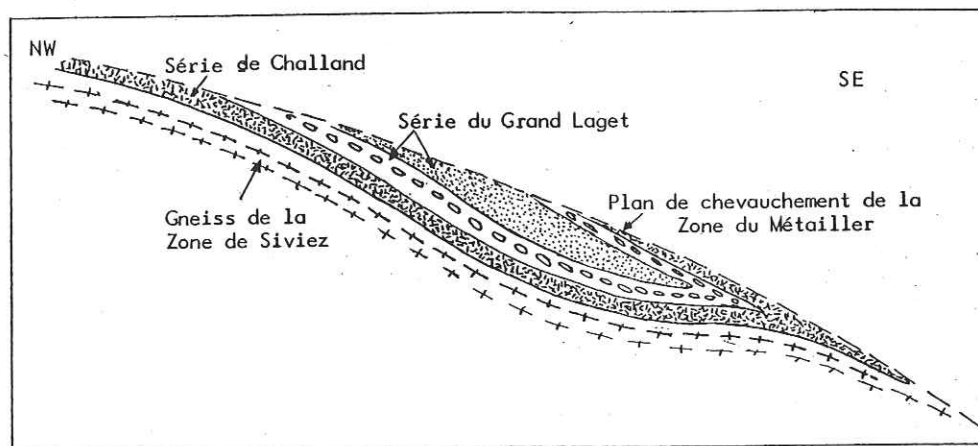 NW
Série de Challand
SE
Série du Grand Laget
Plan de chevauchement de la
Zone du Métailler
Gneiss de la
Zone de Siviez